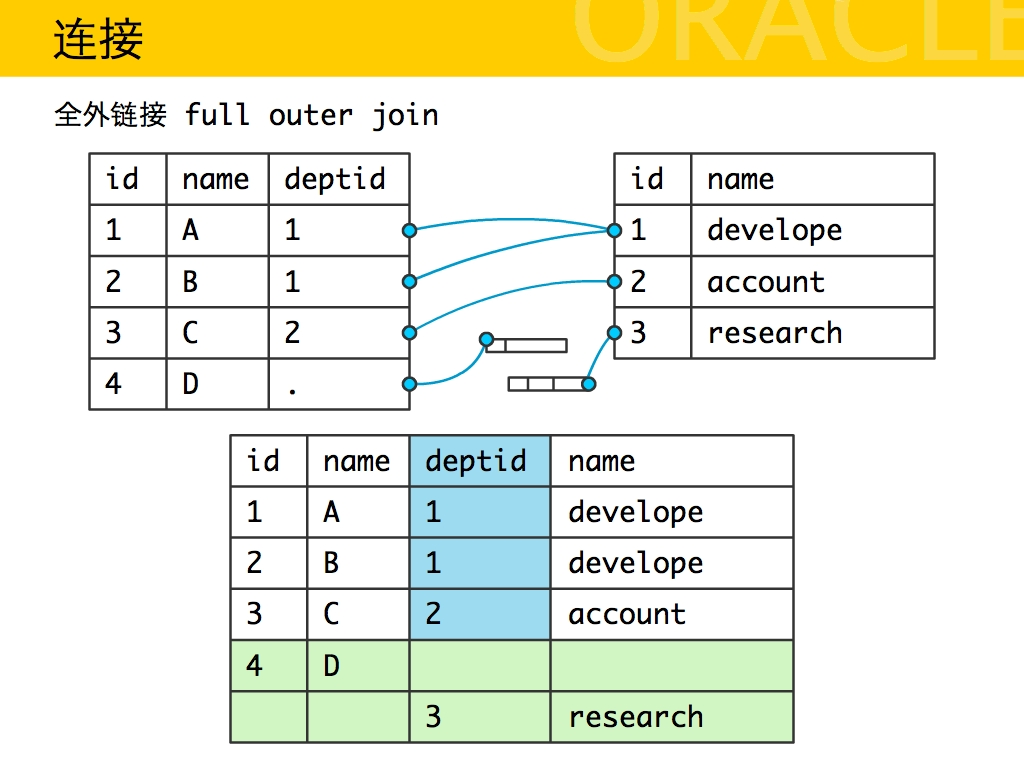 连接
ORACLE
全外链接 full outer join
id name deptid
1 A 1
2 B 1
3 C 2
4 D .
id name
1 develope
2 account
3 research
id name deptid name
1 A 1 develope
2 B 1 develope
3 C 2 account
4 D
3 research